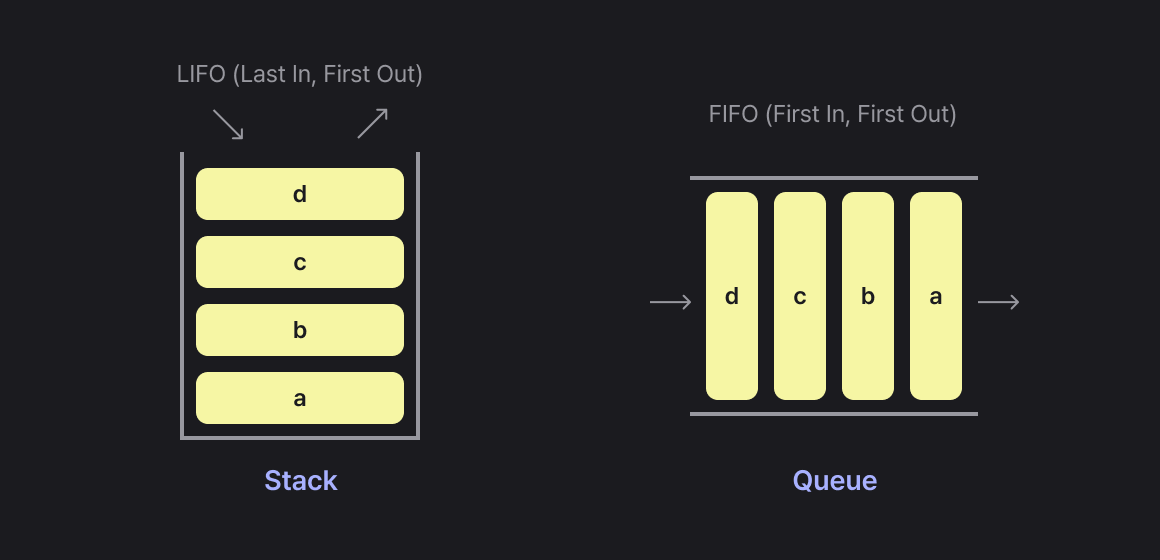 LIFO (Last In, First Out)
d
c
b
a
Stack
FIFO (First In, First Out)
d c b a
Queue